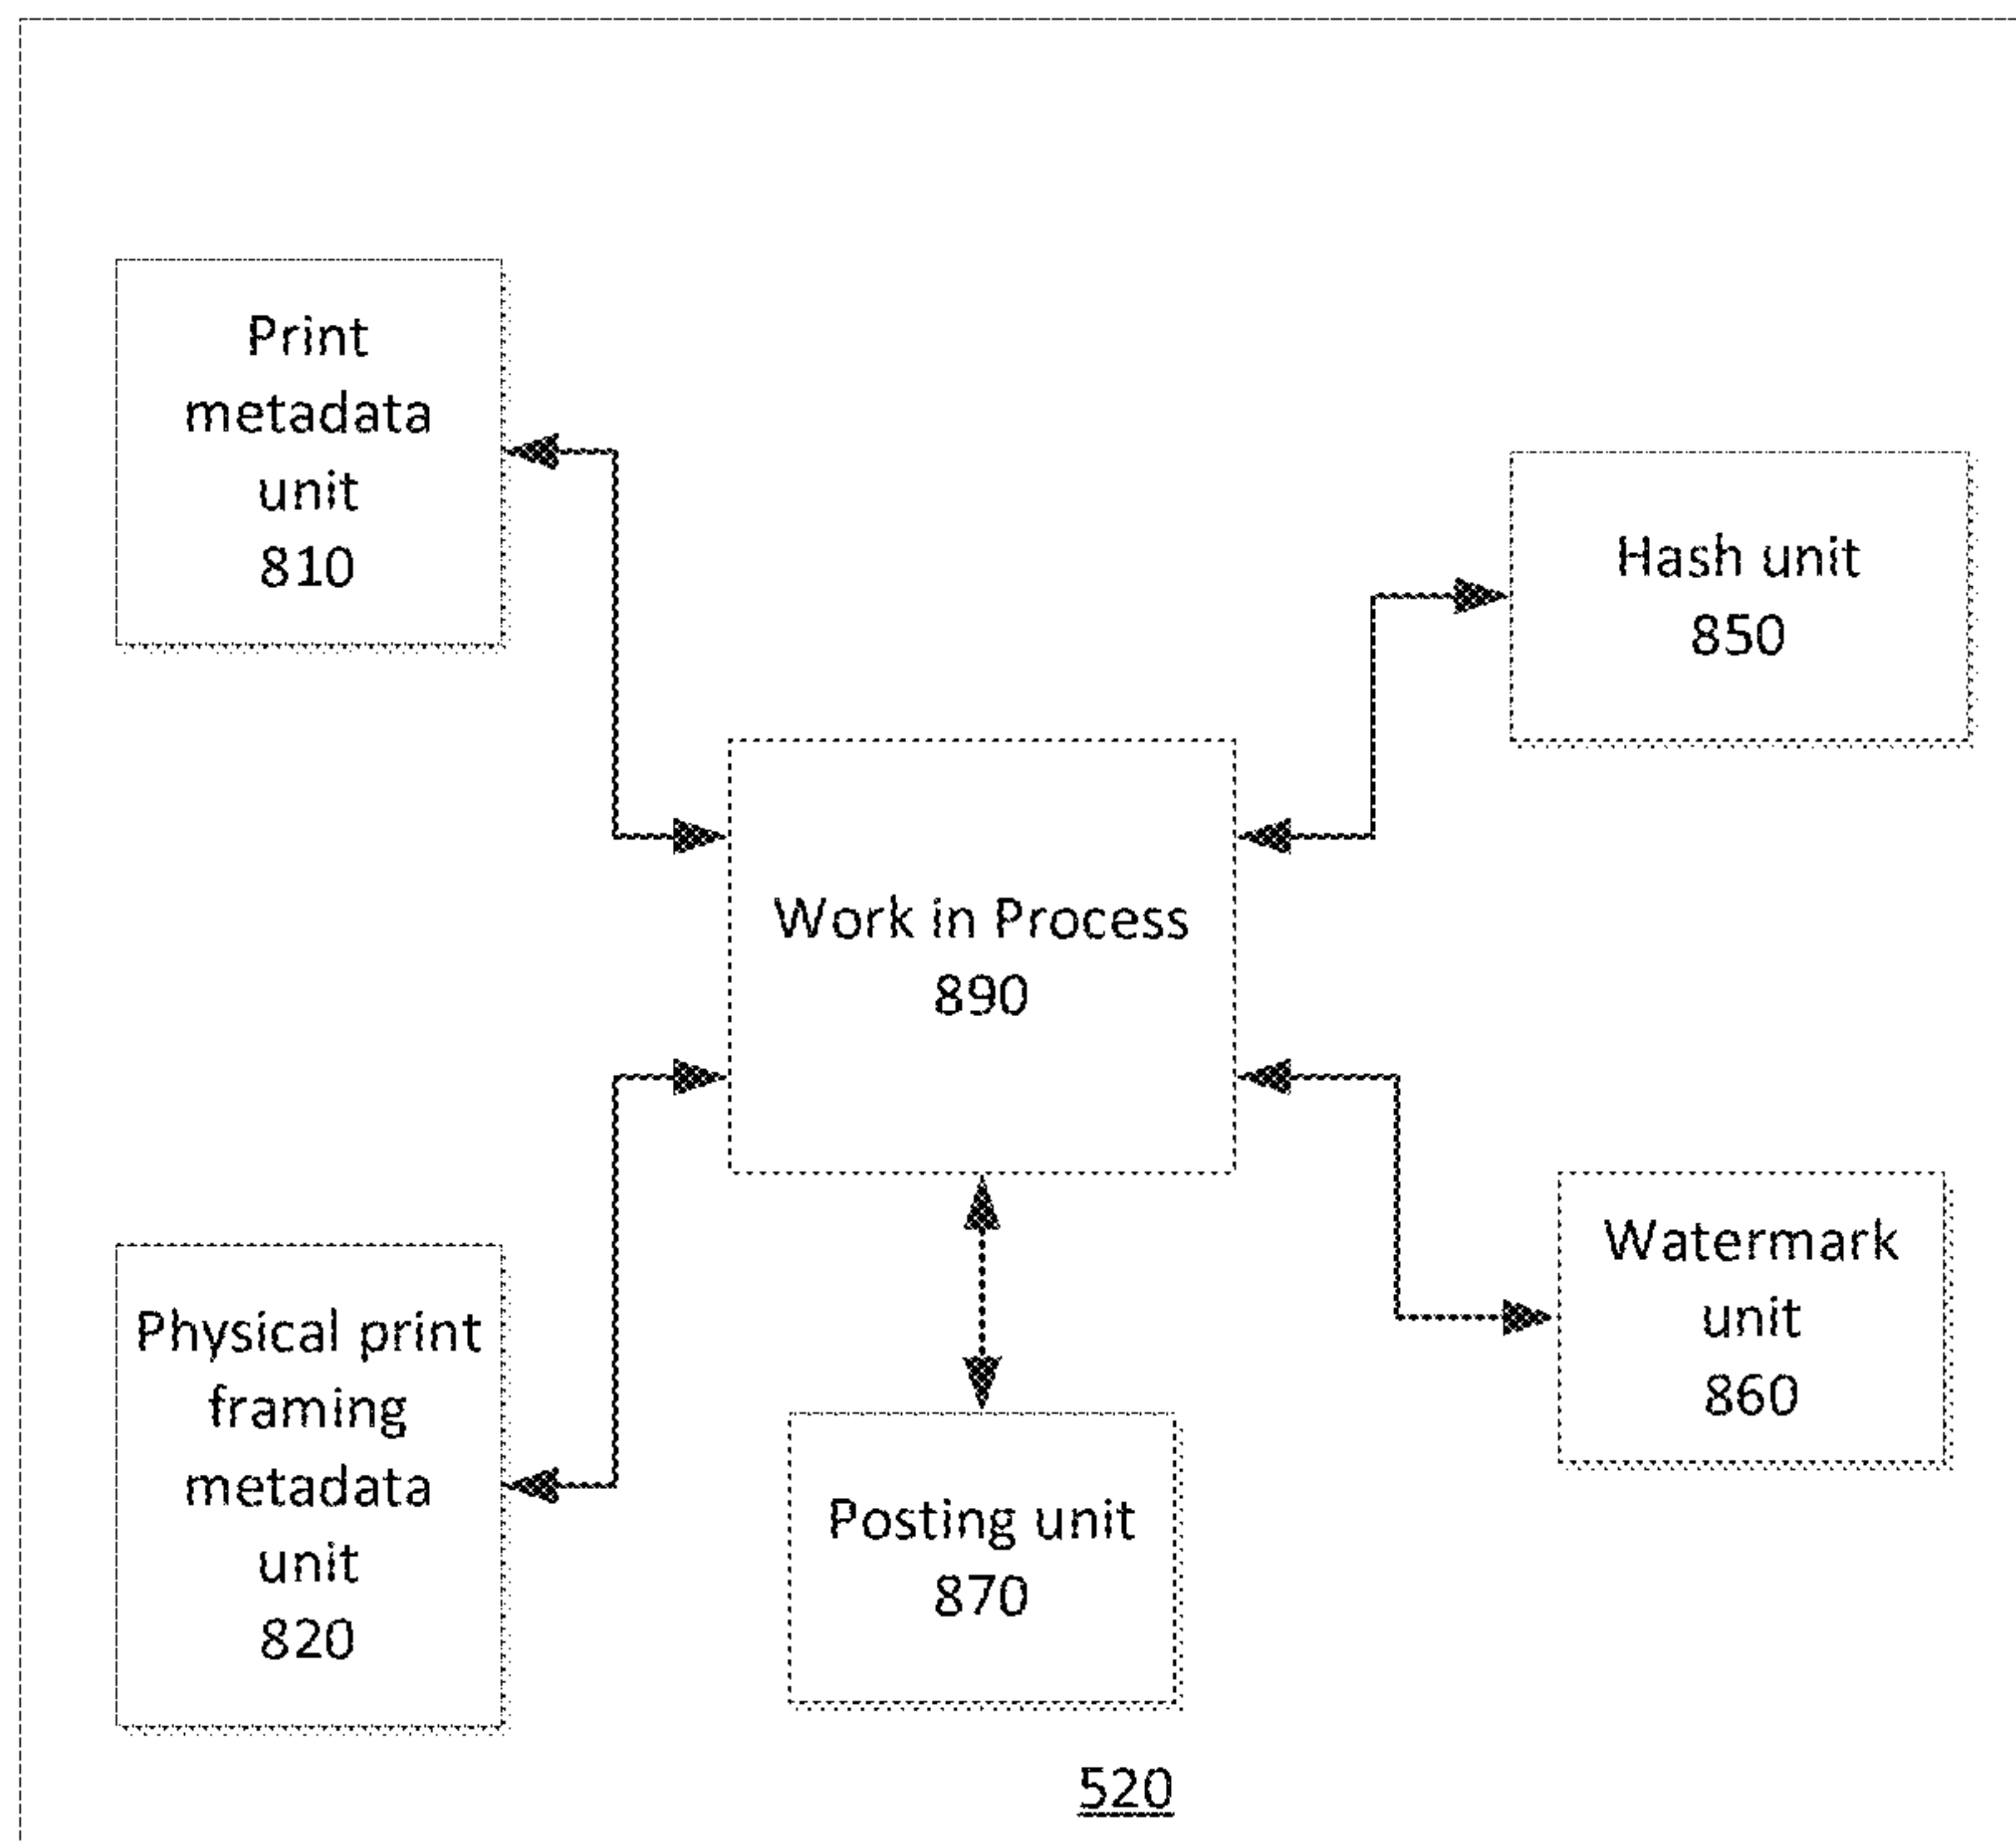 Print
metadata
unit
810
Hash unit
850
Work in Process
890
Physical print
framing
metadata
unit
820
Watermark
unit
860
Posting unit
870
520